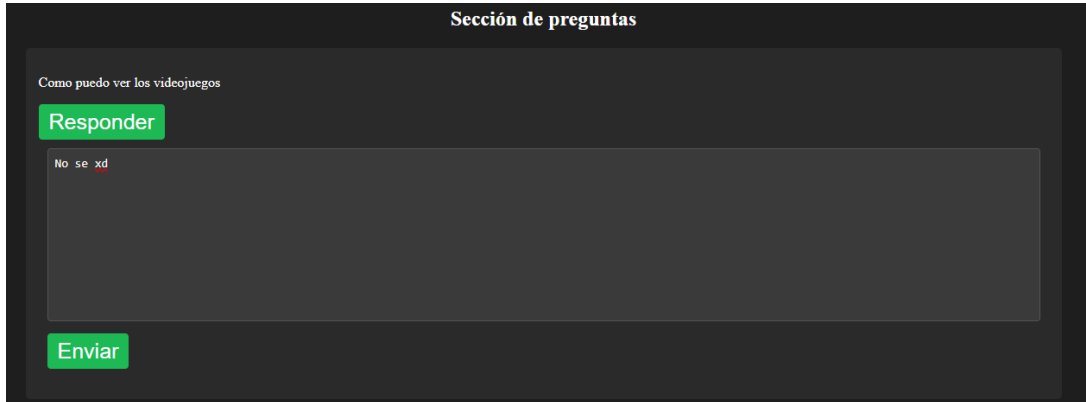 Sección de preguntas
Como puedo ver los videojuegos
Responder
No se xd
Enviar